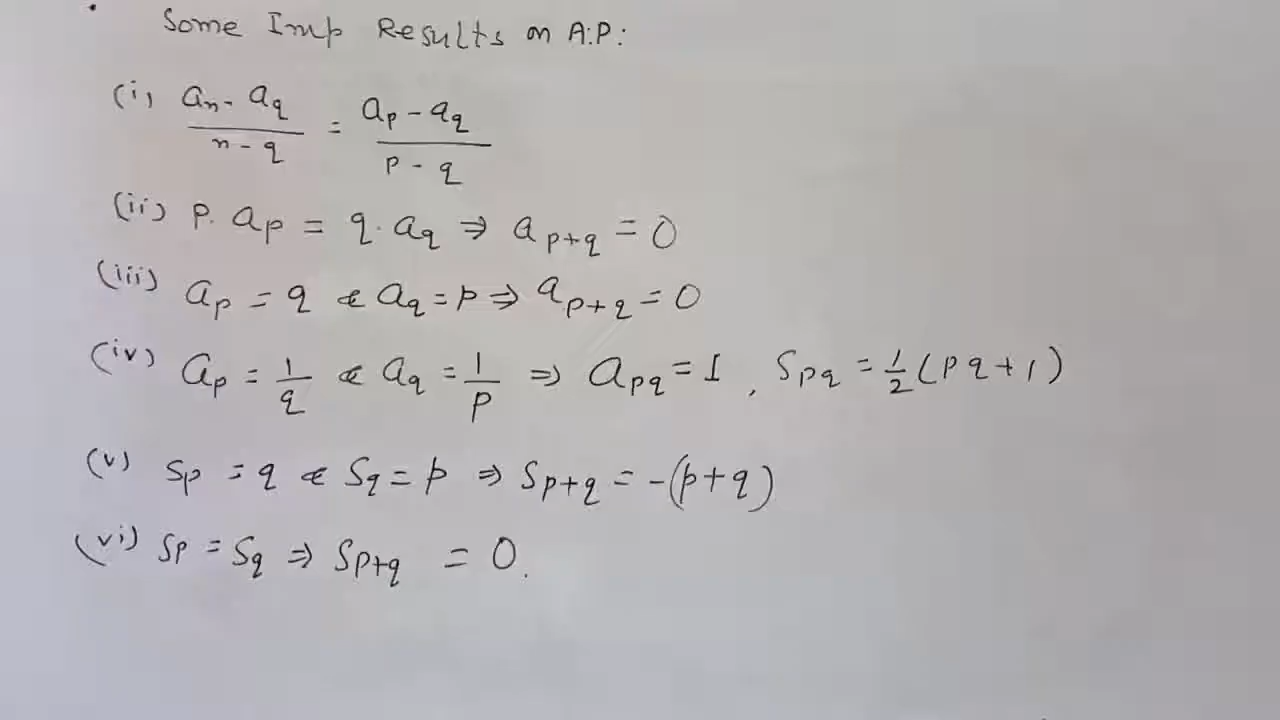 Some Imp Results on A.P:
(i) (a_n - a_q)/(n - q) = (a_p - a_q)/(p - q)
(ii) p. a_p = q. a_q ⇒ a_{p+q} = 0
(iii) a_p = q & a_q = p ⇒ a_{p+q} = 0
(iv) a_p = 1/q & a_q = 1/p ⇒ a_{pq} = 1, S_{pq} = 1/2 (pq+1)
(v) S_p = q & S_q = p ⇒ S_{p+q} = -(p+q)
(vi) S_p = S_q ⇒ S_{p+q} = 0.